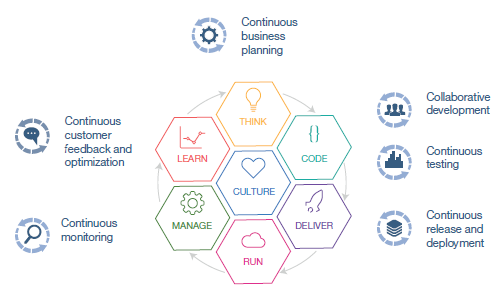 Continuous
business
planning
Continuous
customer
feedback and
optimization
Continuous
monitoring
THINK
LEARN
CODE
CULTURE
MANAGE
DELIVER
RUN
Collaborative
development
Continuous
testing
Continuous
release and
deployment